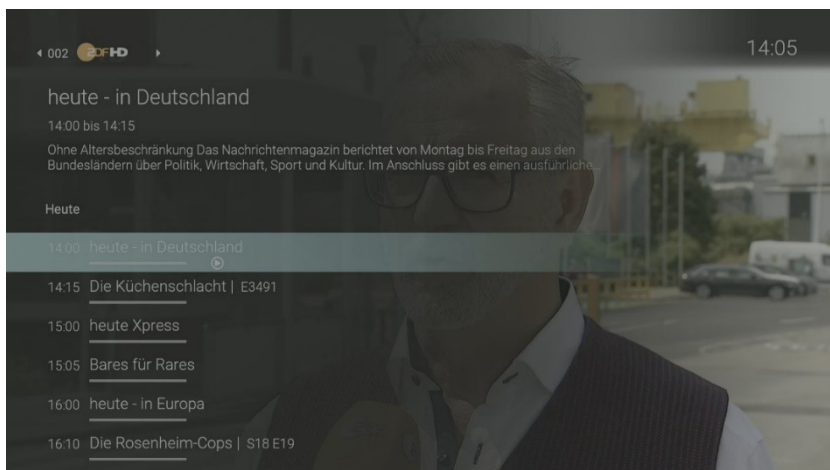 002 ZDF HD
14:05
heute - in Deutschland
14:00 bis 14:15
Ohne Altersbeschränkung Das Nachrichtenmagazin berichtet von Montag bis Freitag aus den
Bundesländern über Politik, Wirtschaft, Sport und Kultur. Im Anschluss gibt es einen ausführliche...
Heute
14:00 heute - in Deutschland
14:15 Die Küchenschlacht | E3491
15:00 heute Xpress
15:05 Bares für Rares
16:00 heute - in Europa
16:10 Die Rosenheim-Cops | S18 E19